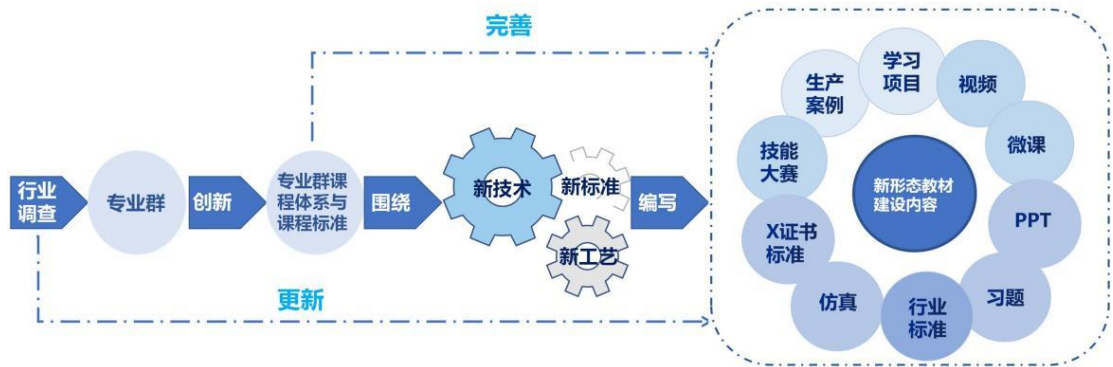 完善
行业
调查
专业群
创新
专业群课
程体系与
课程标准
围绕
新技术
新标准
新工艺
编写
更新
学习
项目
视频
微课
PPT
习题
行业
标准
仿真
X证书
标准
技能
大赛
生产
案例
新形态教材
建设内容